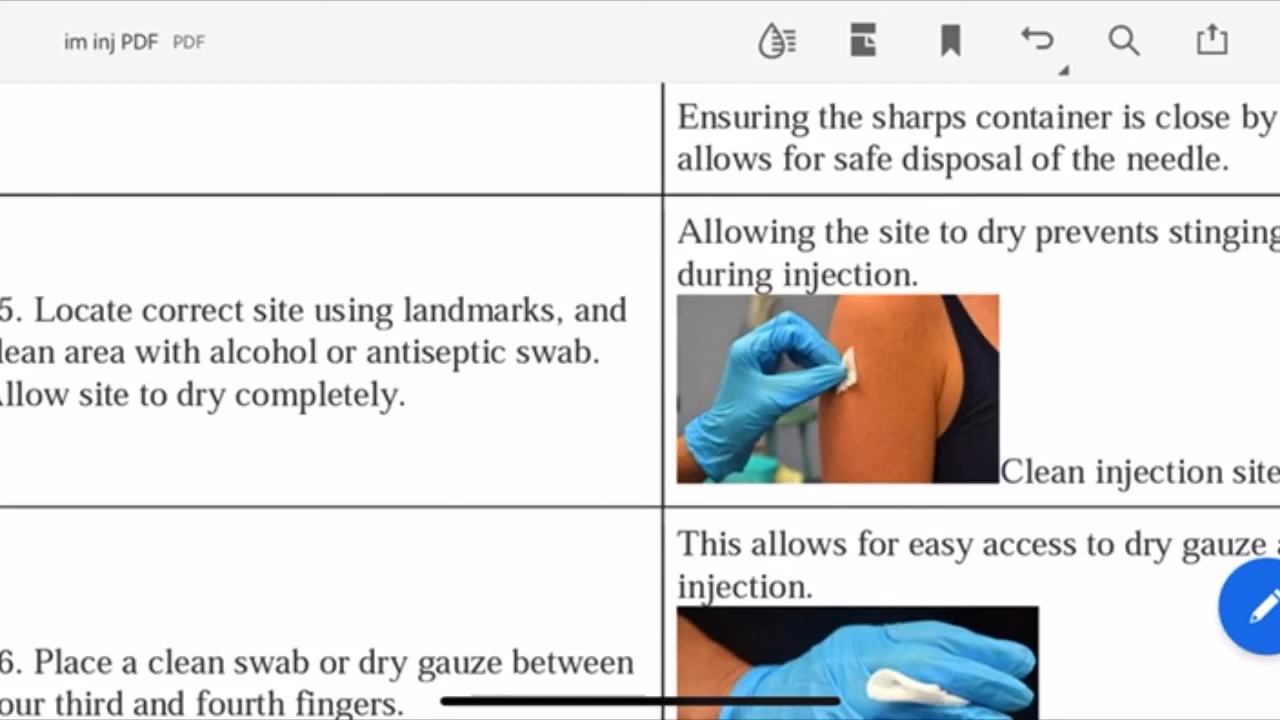 im inj PDF PDF
Ensuring the sharps container is close by
allows for safe disposal of the needle.
Allowing the site to dry prevents stinging
during injection.
5. Locate correct site using landmarks, and
lean area with alcohol or antiseptic swab.
llow site to dry completely.
Clean injection site
This allows for easy access to dry gauze
injection.
6. Place a clean swab or dry gauze between
our third and fourth fingers.